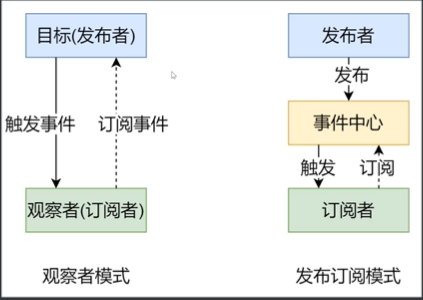 目标(发布者)
触发事件
订阅事件
观察者(订阅者)
观察者模式
发布者
发布
事件中心
触发
订阅
订阅者
发布订阅模式